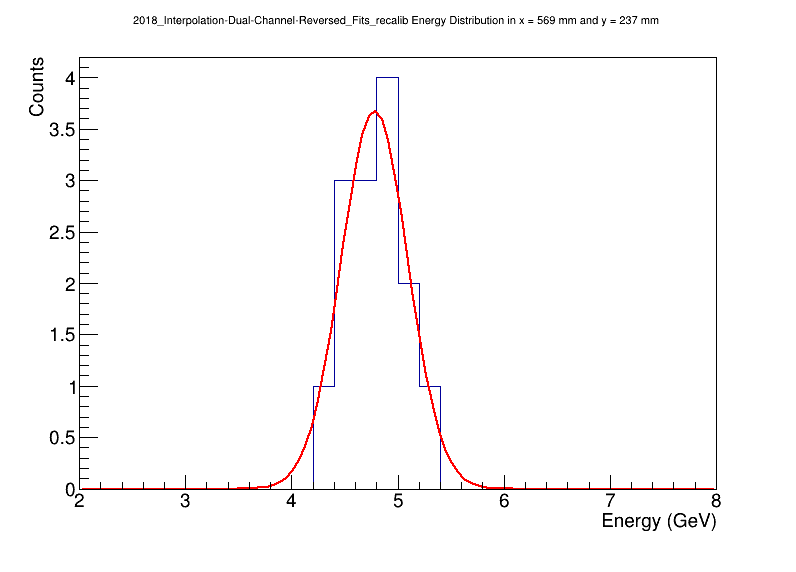 2018_Interpolation-Dual-Channel-Reversed_Fits_recalib Energy Distribution in x = 569 mm and y = 237 mm
Counts
4
3.5
3
2.5
2
1.5
1
0.5
0
2 3 4 5 6 7 8
Energy (GeV)